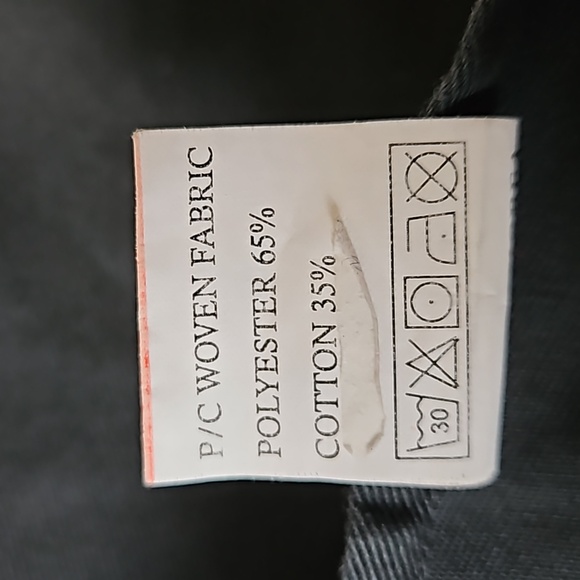 P/C WOVEN FABRIC
POLYESTER 65%
COTTON 35%
30